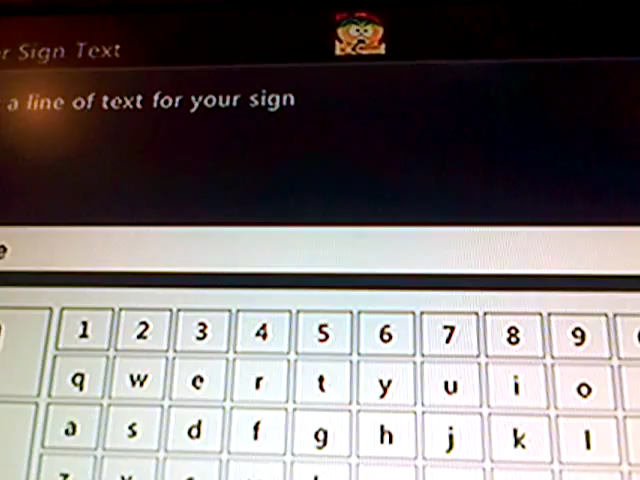 r Sign Text
a line of text for your sign
e
1 2 3 4 5 6 7 8 9
q w e r t y u i o
a s d f g h j k l